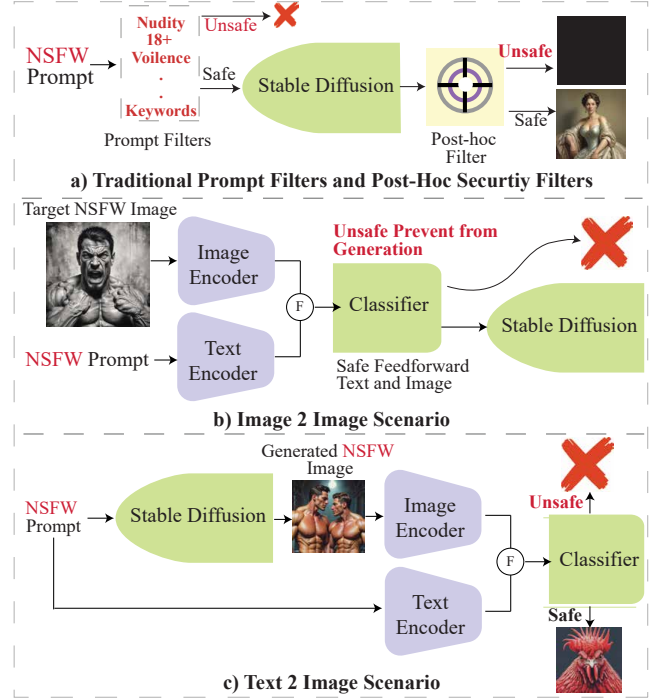 Nudity
18+
Voilence
.
.
Keywords
NSFW
Prompt
Unsafe
Safe
Prompt Filters
Stable Diffusion
Post-hoc
Filter
Unsafe
Safe
a) Traditional Prompt Filters and Post-Hoc Securtiy Filters
Target NSFW Image
Image
Encoder
NSFW Prompt
Text
Encoder
F
Unsafe Prevent from
Generation
Classifier
Safe Feedforward
Text and Image
Stable Diffusion
b) Image 2 Image Scenario
NSFW
Prompt
Stable Diffusion
Generated NSFW
Image
Image
Encoder
Text
Encoder
F
Unsafe
Classifier
Safe
c) Text 2 Image Scenario